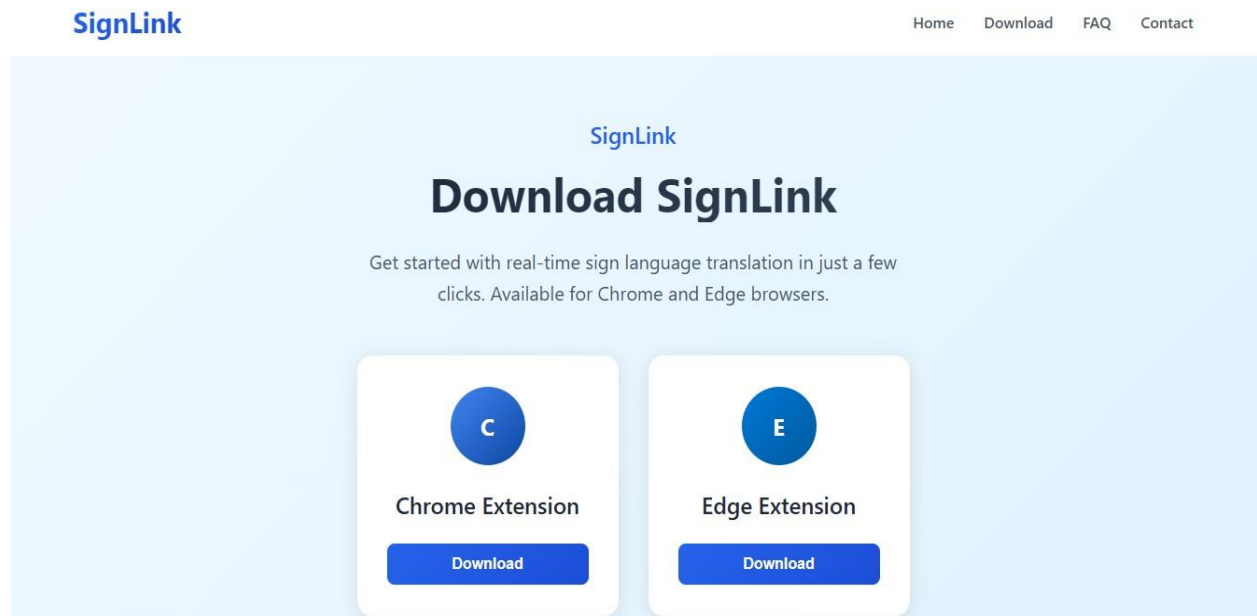 SignLink
Home Download FAQ Contact
SignLink
Download SignLink
Get started with real-time sign language translation in just a few
clicks. Available for Chrome and Edge browsers.
C
E
Chrome Extension
Edge Extension
Download
Download